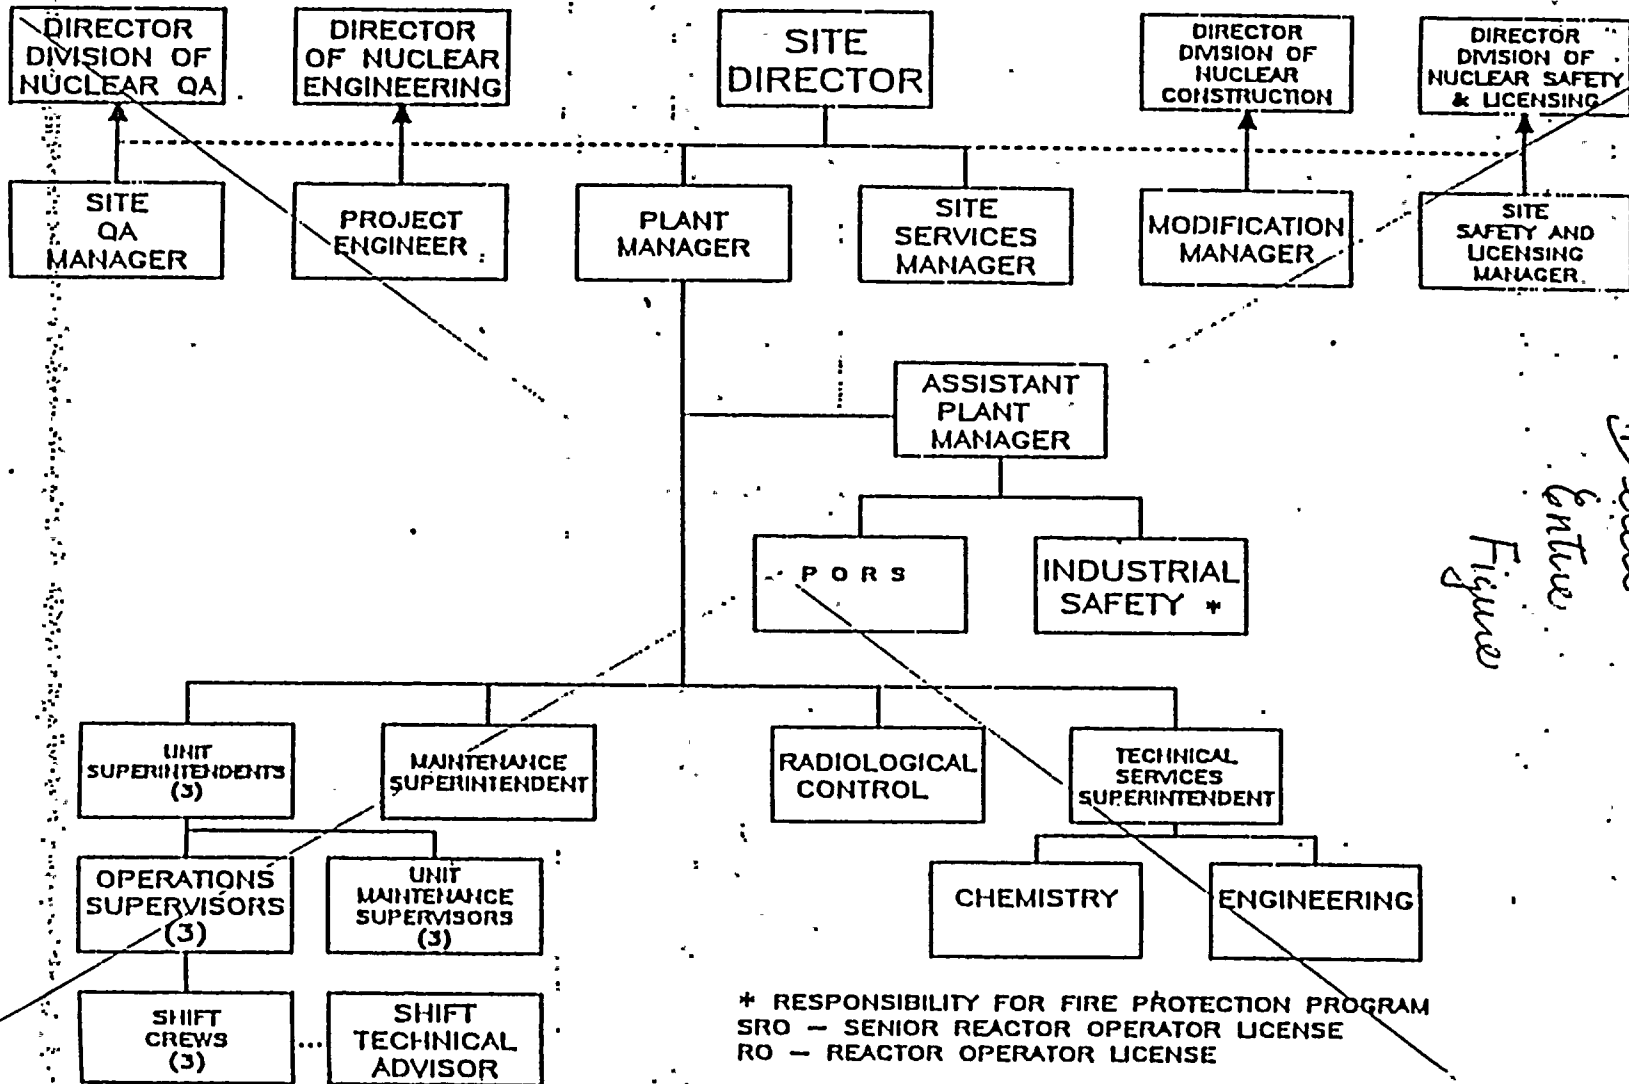 DIRECTOR
DIVISION OF
NUCLEAR QA
DIRECTOR
OF NUCLEAR
ENGINEERING
SITE
DIRECTOR
DIRECTOR
DIVISION OF
NUCLEAR
CONSTRUCTION
DIRECTOR
DIVISION OF
NUCLEAR SAFETY
& LICENSING
SITE
QA
MANAGER
PROJECT
ENGINEER
PLANT
MANAGER
SITE
SERVICES
MANAGER
MODIFICATION
MANAGER
SITE
SAFETY AND
LICENSING
MANAGER
ASSISTANT
PLANT
MANAGER
Entire
Figure
P O R S
INDUSTRIAL
SAFETY *
UNIT
SUPERINTENDENTS
(3)
MAINTENANCE
SUPERINTENDENT
RADIOLOGICAL
CONTROL
TECHNICAL
SERVICES
SUPERINTENDENT
OPERATIONS
SUPERVISORS
(3)
UNIT
MAINTENANCE
SUPERVISORS
(3)
CHEMISTRY
ENGINEERING
SHIFT
CREWS
(3)
SHIFT
TECHNICAL
ADVISOR
* RESPONSIBILITY FOR FIRE PROTECTION PROGRAM
SRO — SENIOR REACTOR OPERATOR LICENSE
RO — REACTOR OPERATOR LICENSE